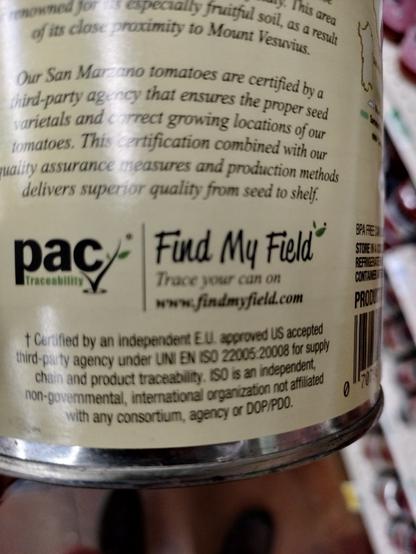 renowned for its especially fruitful soil, as a result
of its close proximity to Mount Vesuvius.
Our San Marzano tomatoes are certified by a
third-party agency that ensures the proper seed
varietals and correct growing locations of our
tomatoes. This certification combined with our
quality assurance measures and production methods
delivers superior quality from seed to shelf.
pac®
Traceability
Find My Field
Trace your can on
www.findmyfield.com
† Certified by an independent E.U. approved US accepted
third-party agency under UNI EN ISO 22005:20008 for supply
chain and product traceability. ISO is an independent,
non-governmental, international organization not affiliated
with any consortium, agency or DOP/PDO.
BPA FREE
STORE IN A
REFRIGERATE
CONTAINER
PRODU
0